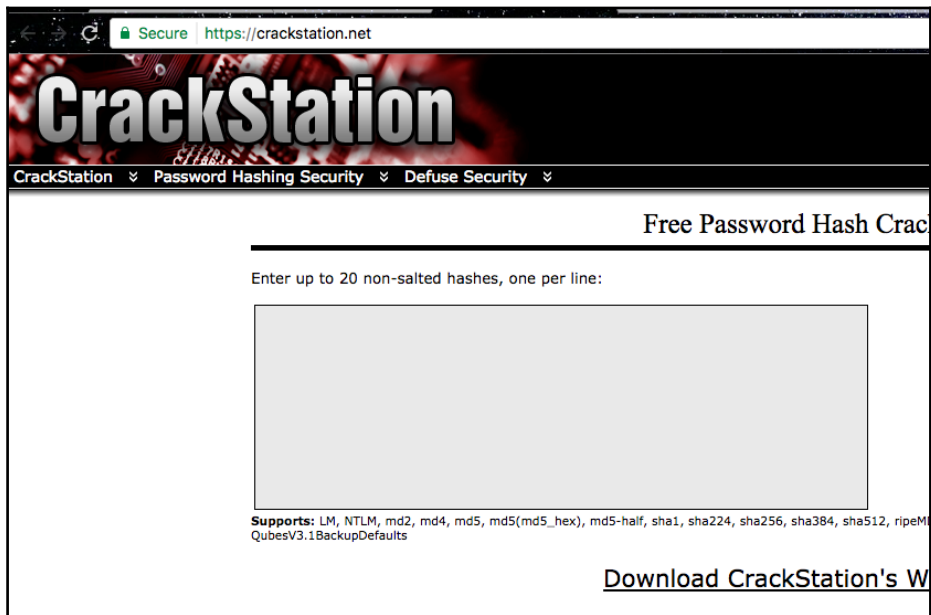 Secure https://crackstation.net
CrackStation
CrackStation Password Hashing Security Defuse Security
Free Password Hash
Enter up to 20 non-salted hashes, one per line:
Supports: LM, NTLM, md2, md4, md5, md5(md5_hex), md5-half, sha1, sha224, sha256, sha384, sha512,
QubesV3.1BackupDefaults
Download CrackStation's